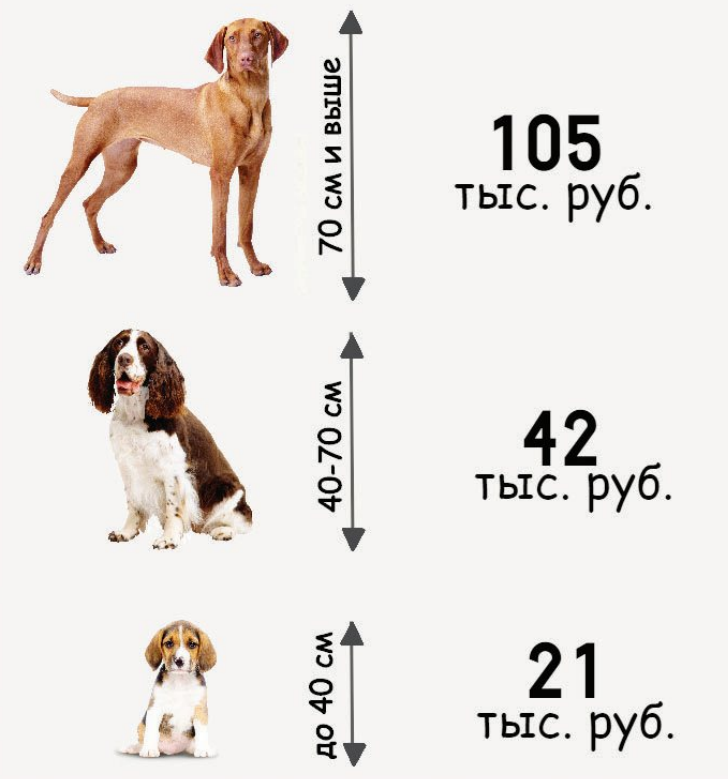 70 см и выше
105
тыс. руб.
40-70 см
42
тыс. руб.
до 40 см
21
тыс. руб.